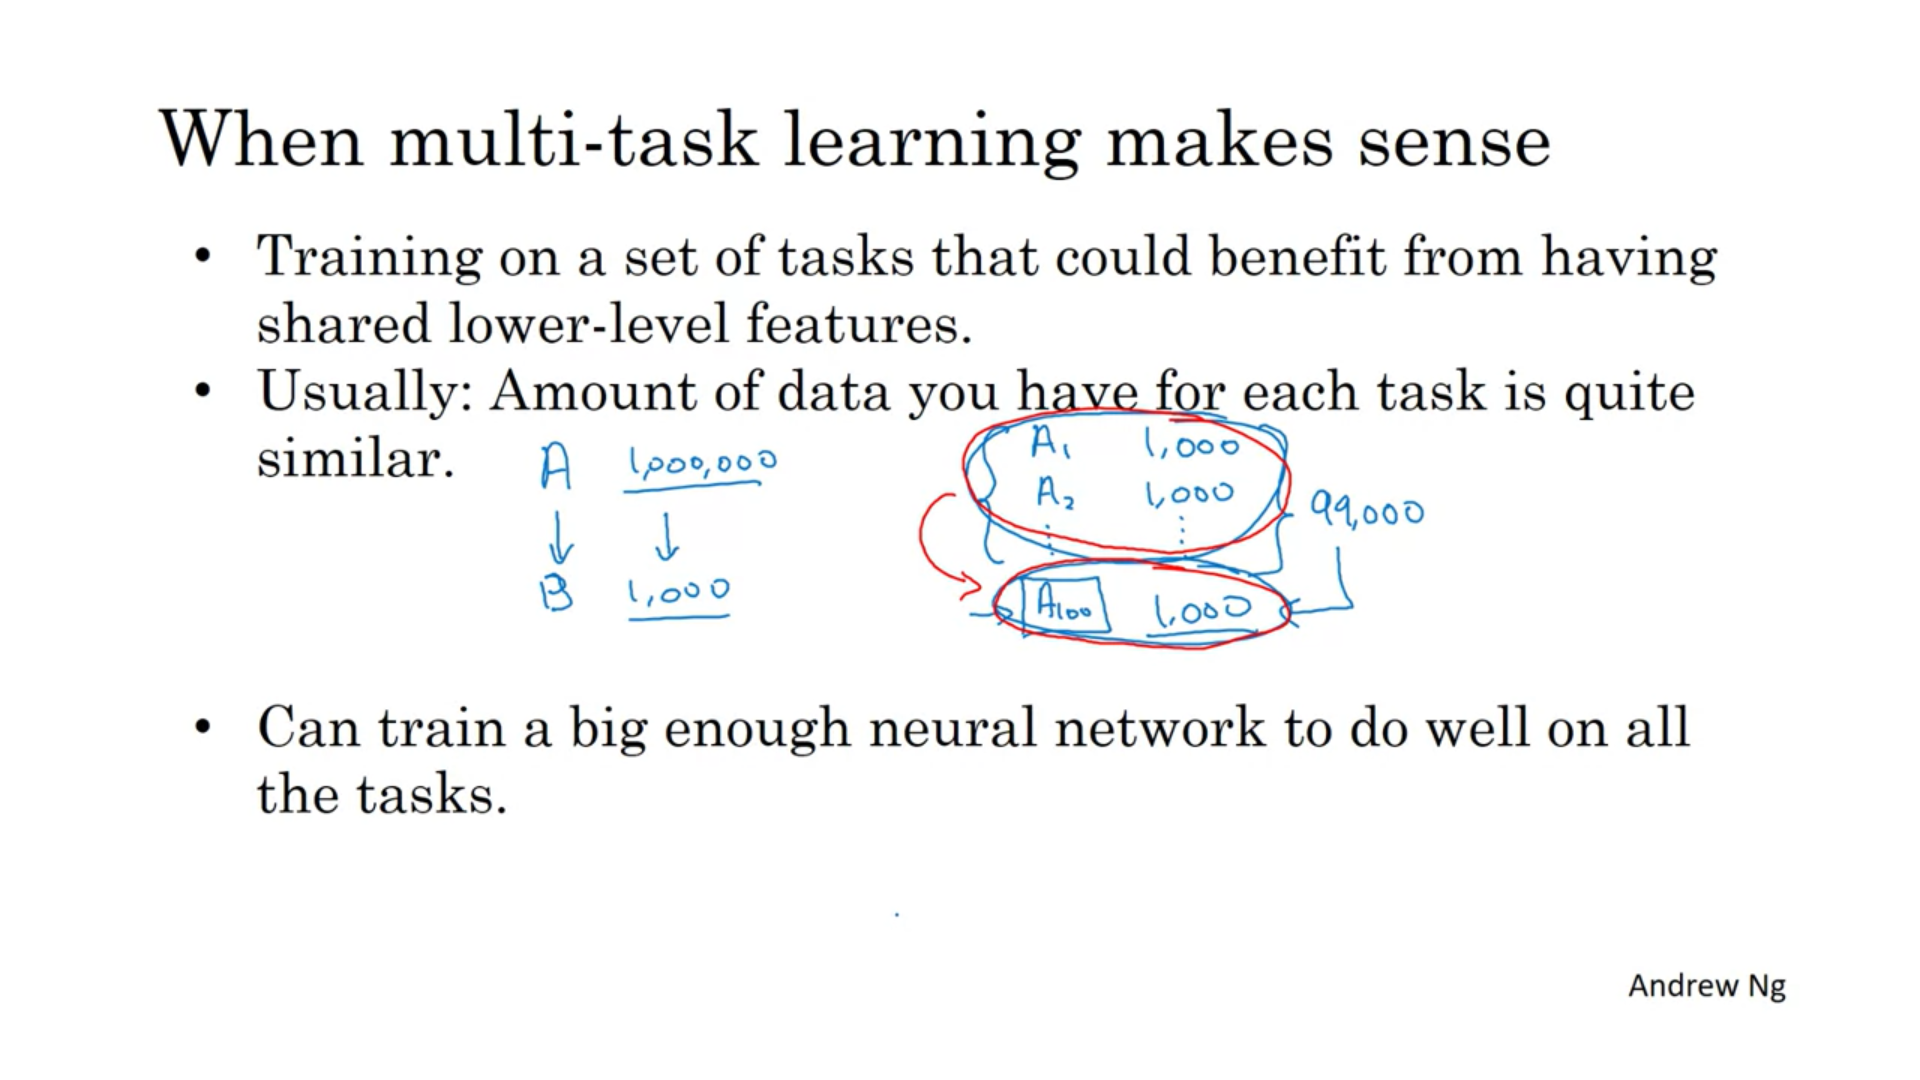 When multi-task learning makes sense
• Training on a set of tasks that could benefit from having
shared lower-level features.
• Usually: Amount of data you have for each task is quite
similar.
A 1,000,000
B 1,000
A₁ 1,000
A₂ 1,000
99,000
A₁₀₀ 1,000
• Can train a big enough neural network to do well on all
the tasks.
Andrew Ng